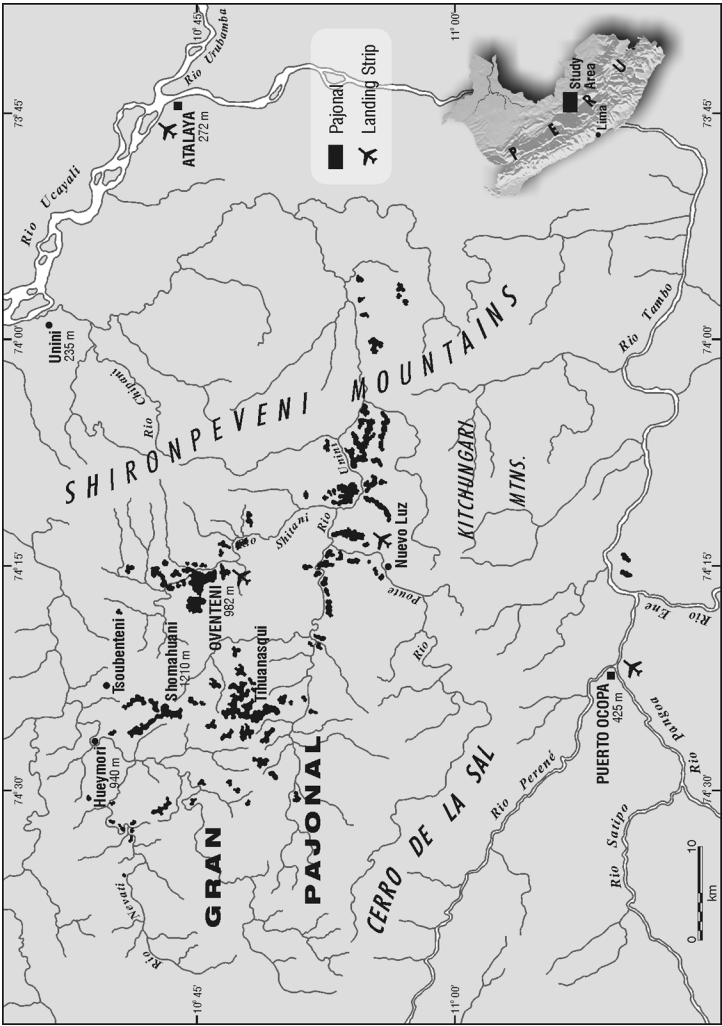 74° 30'
74° 15'
74° 00'
73° 45'
Rio Ucayali
Unini
235 m
Hueymori
940 m
Tsoubenteni
SHIRONPEVENI MOUNTAINS
Rio Chipani
Rio Nevati
Shomahuani
1210 m
ATALAYA
272 m
10° 45'
10° 45'
Rio Urubamba
GRAN
PAJONAL
OVENTENI
982 m
Tihuanasqui
Rio Shitani
Rio Unini
Nuevo Luz
Rio Poute
Pajonal
Landing Strip
CERRO DE LA SAL
KITCHUNGARI
MTNS.
11° 00'
11° 00'
Rio Perené
PUERTO OCOPA
425 m
Rio Satipo
Rio Pangoa
Rio Ene
Rio Tambo
PERU
Study
Area
Lima
0 10
km
74° 30'
74° 15'
74° 00'
73° 45'